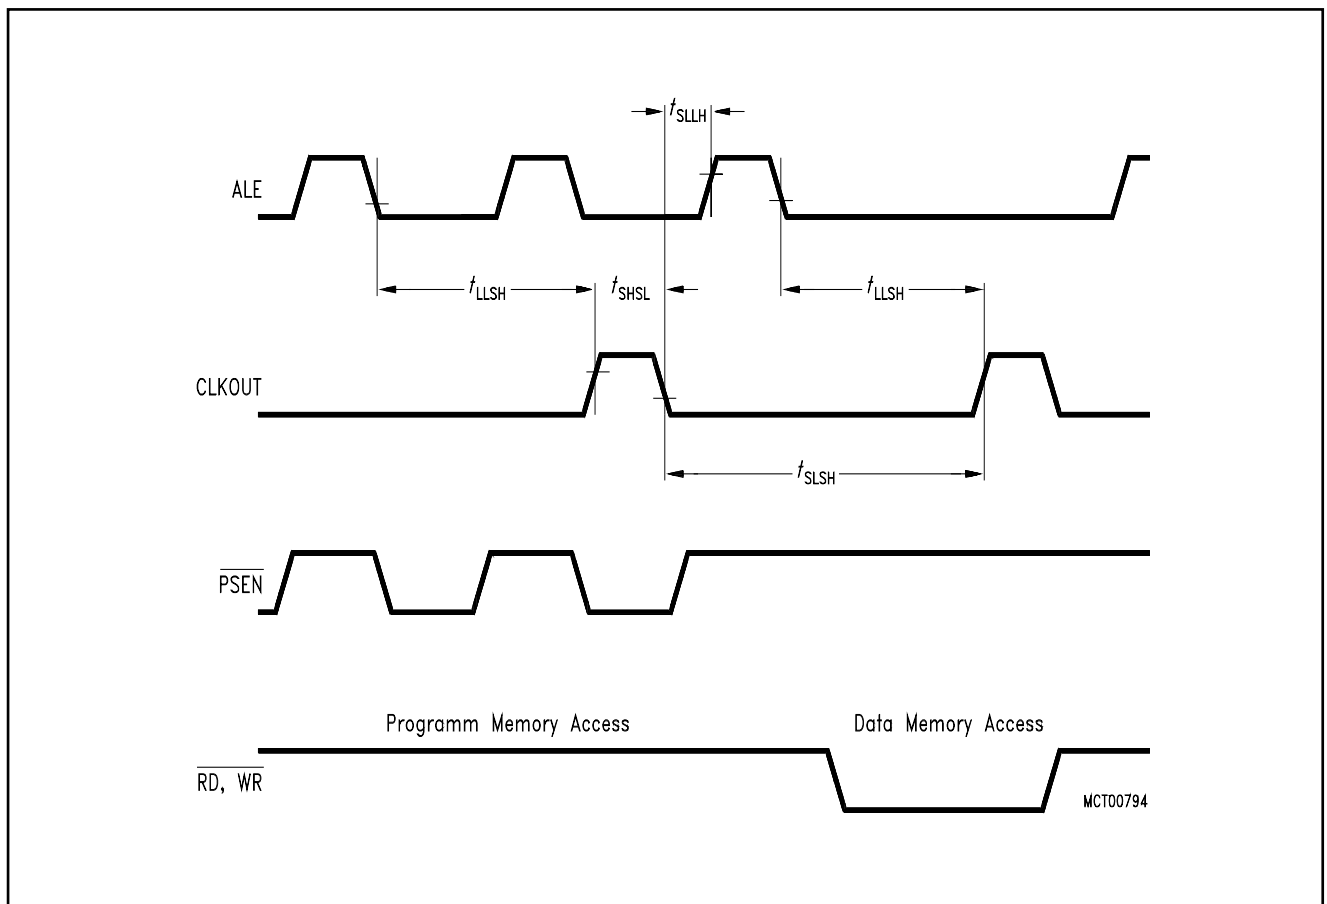 tSLLH
ALE
tLLSH
tSHSL
tLLSH
CLKOUT
tSLSH
PSEN
Programm Memory Access
Data Memory Access
RD, WR
MCT00794